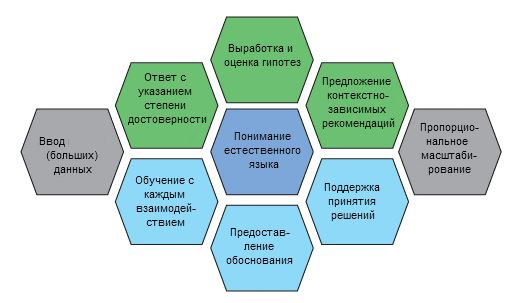 Выработка и
оценка гипотез
Ответ с
указанием
степени
достоверности
Предложение
контекстно-
зависимых
рекомендаций
Ввод
(больших)
данных
Понимание
естественного
языка
Пропорцио-
нальное
масштаби-
рование
Обучение с
каждым
взаимодей-
ствием
Поддержка
принятия
решений
Предостав-
ление
обоснования